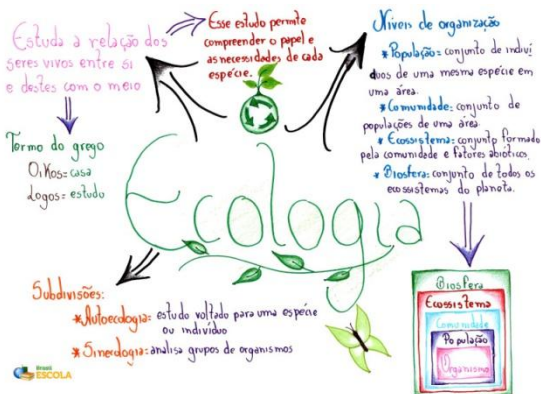 Estuda a relação dos
seres vivos entre si
e destes com o meio
Termo do grego
Oikos= casa
Logos= estudo
Esse estudo permite
compreender o papel e
as necessidades de cada
espécie.
Níveis de organização
* População= conjunto de indiví
duos de uma mesma espécie em
uma área.
* Comunidade= conjunto de
populações de uma área.
* Ecossistema= conjunto formado
pela comunidade e fatores abióticos.
* Biosfera= conjunto de todos os
ecossistemas do planeta.
Ecologia
Subdivisões:
*Autoecologia= estudo voltado para uma espécie
ou indivíduo
*Sinecologia= analisa grupos de organismos
Biosfera
Ecossistema
Comunidade
População
Organismo
Brasil
ESCOLA